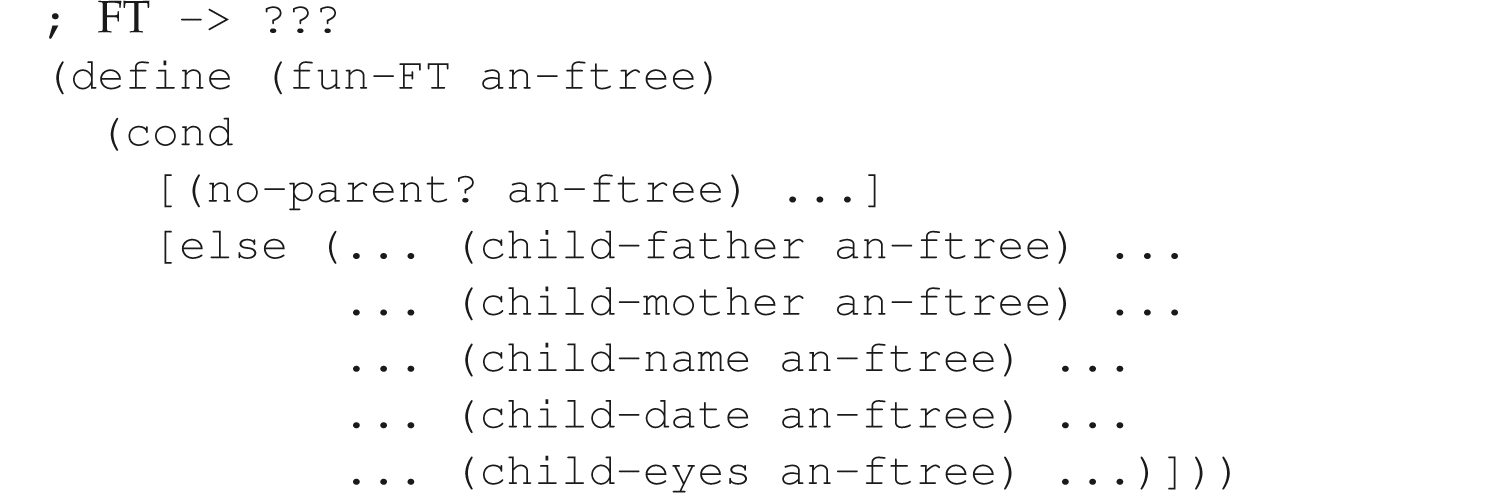 ; FT -> ???
(define (fun-FT an-ftree)
(cond
[(no-parent? an-ftree) ...]
[else (... (child-father an-ftree) ...
... (child-mother an-ftree) ...
... (child-name an-ftree) ...
... (child-date an-ftree) ...
... (child-eyes an-ftree) ...)]))